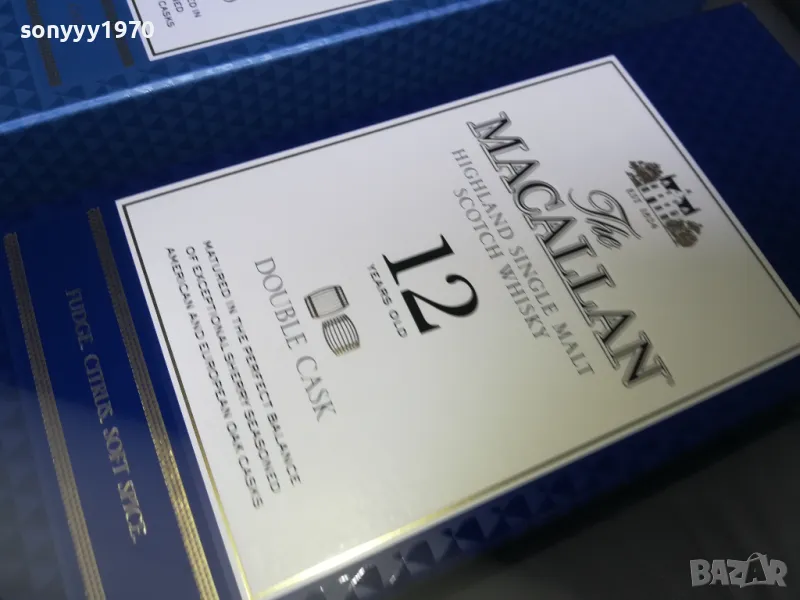 sonyyy1970
EST. 1824
The
MACALLAN
HIGHLAND SINGLE MALT
SCOTCH WHISKY
12
YEARS OLD
DOUBLE CASK
MATURED IN THE PERFECT BALANCE
OF EXCEPTIONAL SHERRY SEASONED
AMERICAN AND EUROPEAN OAK CASKS
FUDGE, CITRUS, SOFT SPICE.
BAZAR